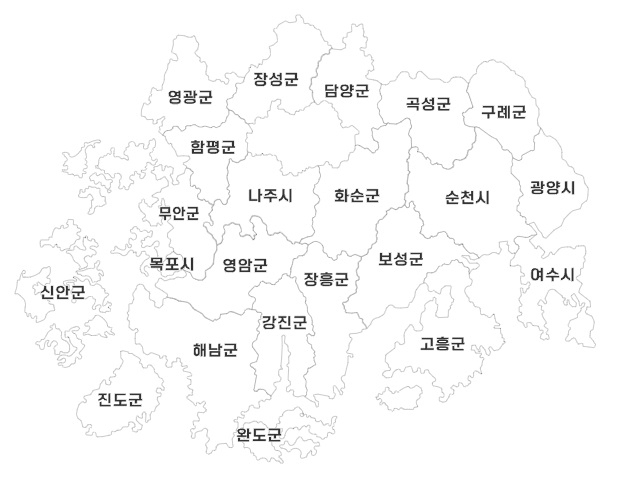 장성군
담양군
영광군
곡성군
구례군
함평군
나주시
화순군
순천시
광양시
무안군
목포시
영암군
장흥군
보성군
여수시
신안군
강진군
해남군
고흥군
진도군
완도군